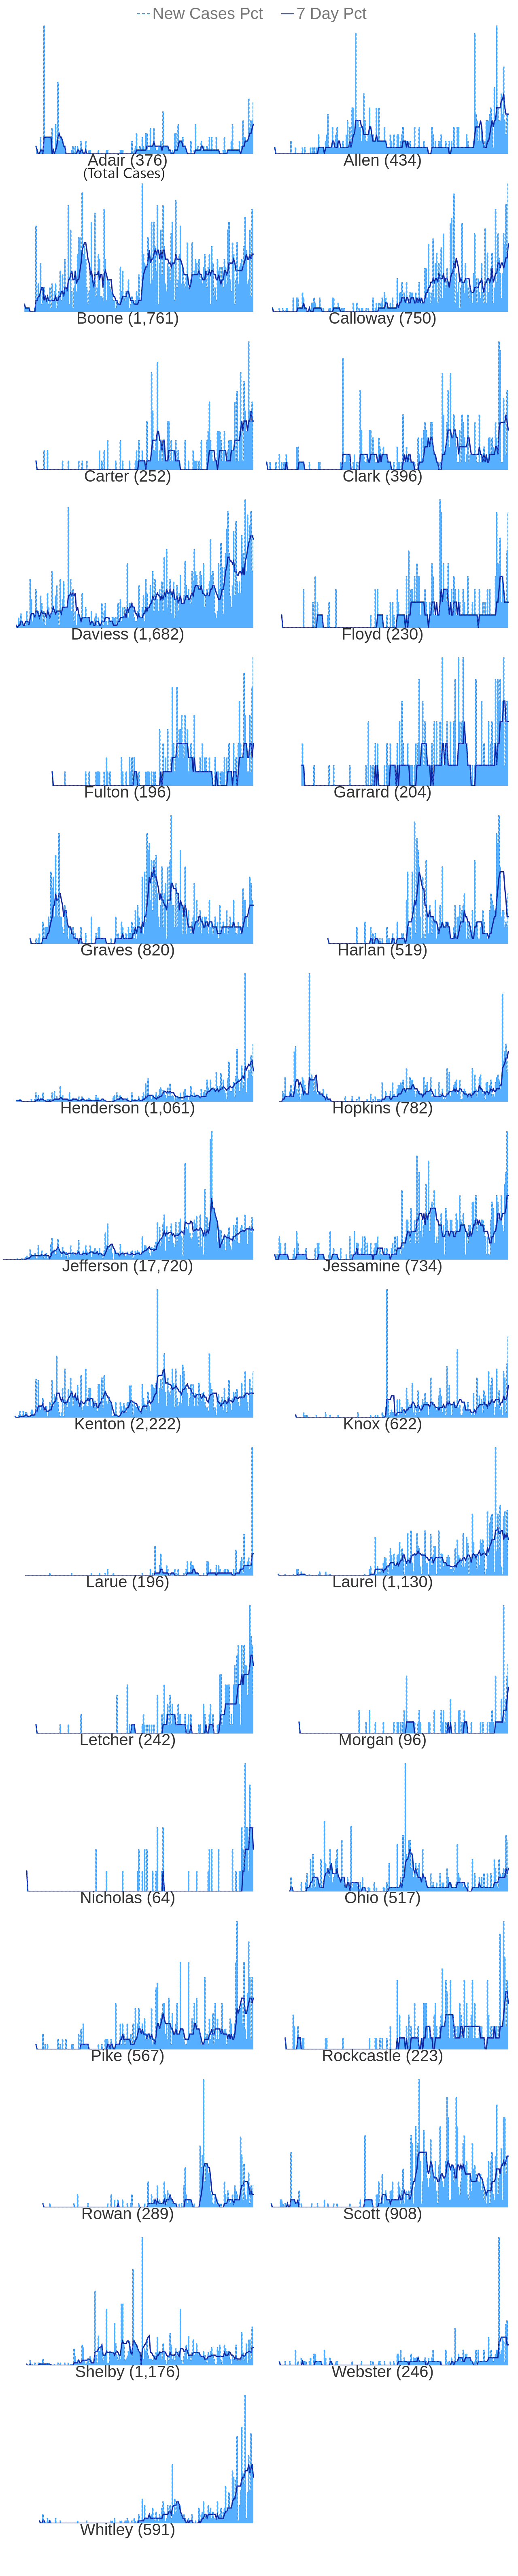 New Cases Pct 7 Day Pct
Adair (376) Allen (434)
(Total Cases)
Boone (1,761) Calloway (750)
Carter (252) Clark (396)
Daviess (1,682) Floyd (230)
Fulton (196) Garrard (204)
Graves (820) Harlan (519)
Henderson (1,061) Hopkins (782)
Jefferson (17,720) Jessamine (734)
Kenton (2,222) Knox (622)
Larue (196) Laurel (1,130)
Letcher (242) Morgan (96)
Nicholas (64) Ohio (517)
Pike (567) Rockcastle (223)
Rowan (289) Scott (908)
Shelby (1,176) Webster (246)
Whitley (591)